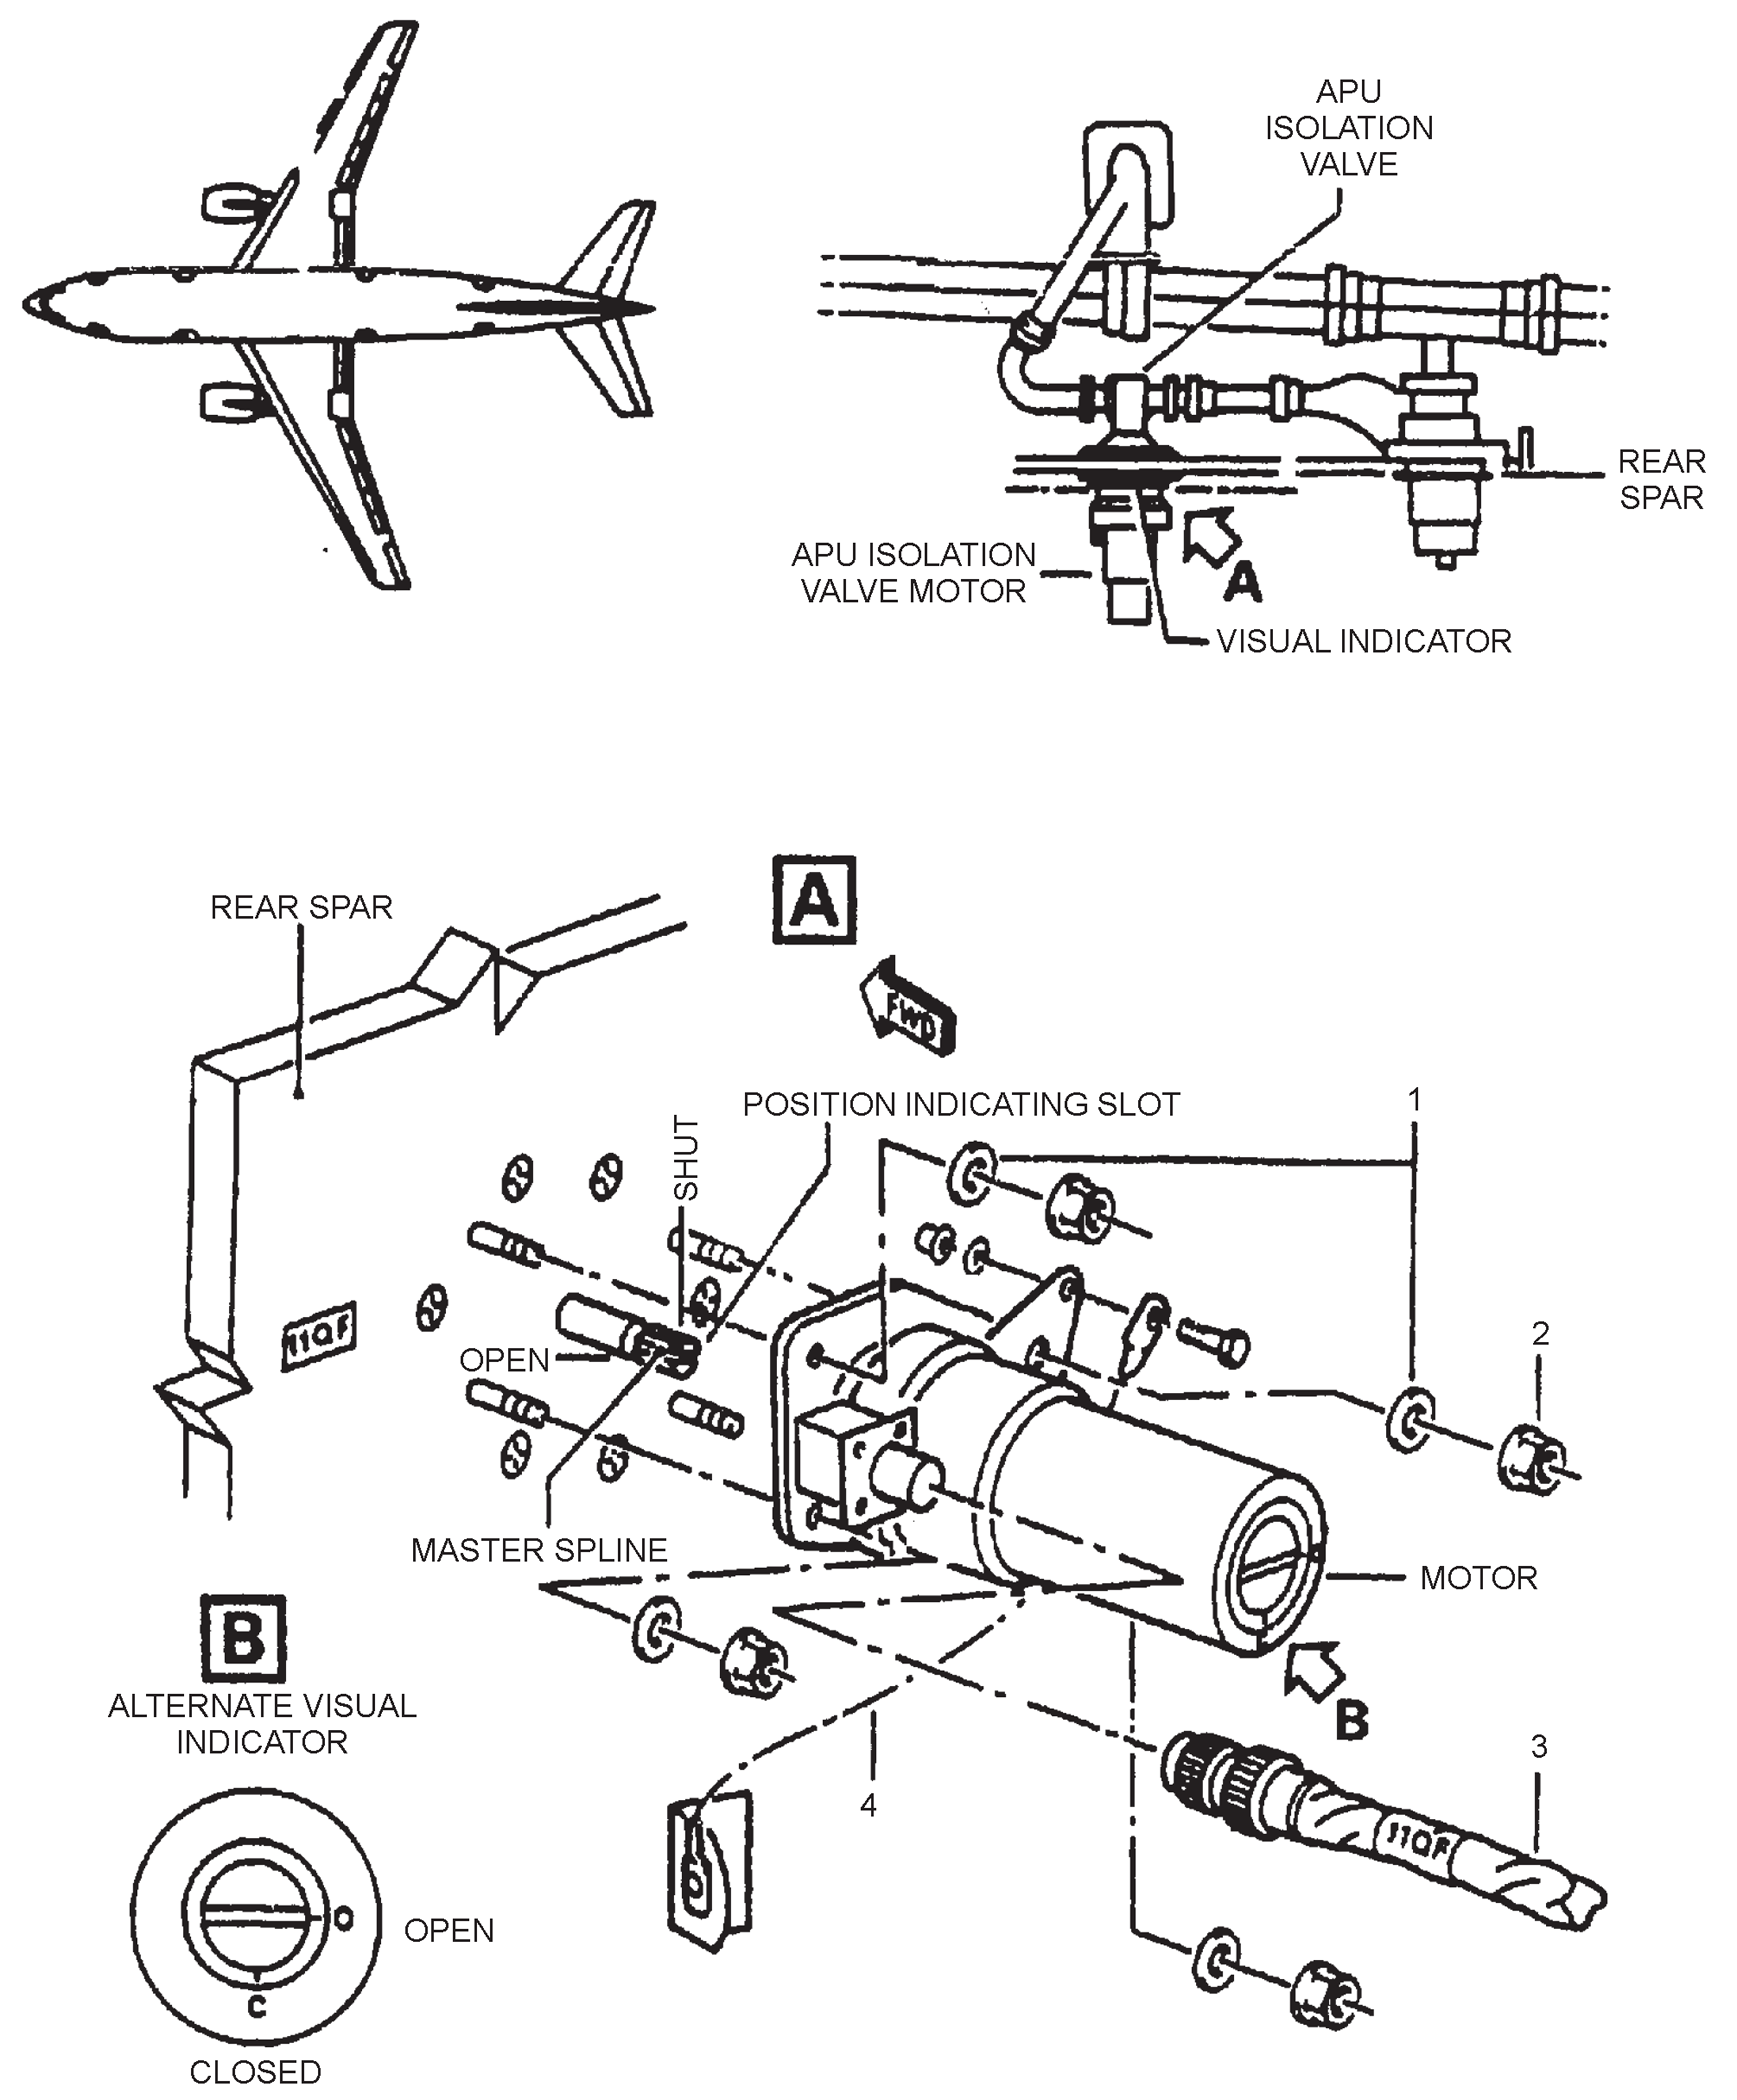 APU
ISOLATION
VALVE
REAR
SPAR
APU ISOLATION
VALVE MOTOR
A
VISUAL INDICATOR
A
REAR SPAR
FWD
POSITION INDICATING SLOT
1
SHUT
2
11QF
OPEN
MASTER SPLINE
MOTOR
B
B
ALTERNATE VISUAL
INDICATOR
3
4
11QF
O
OPEN
C
CLOSED